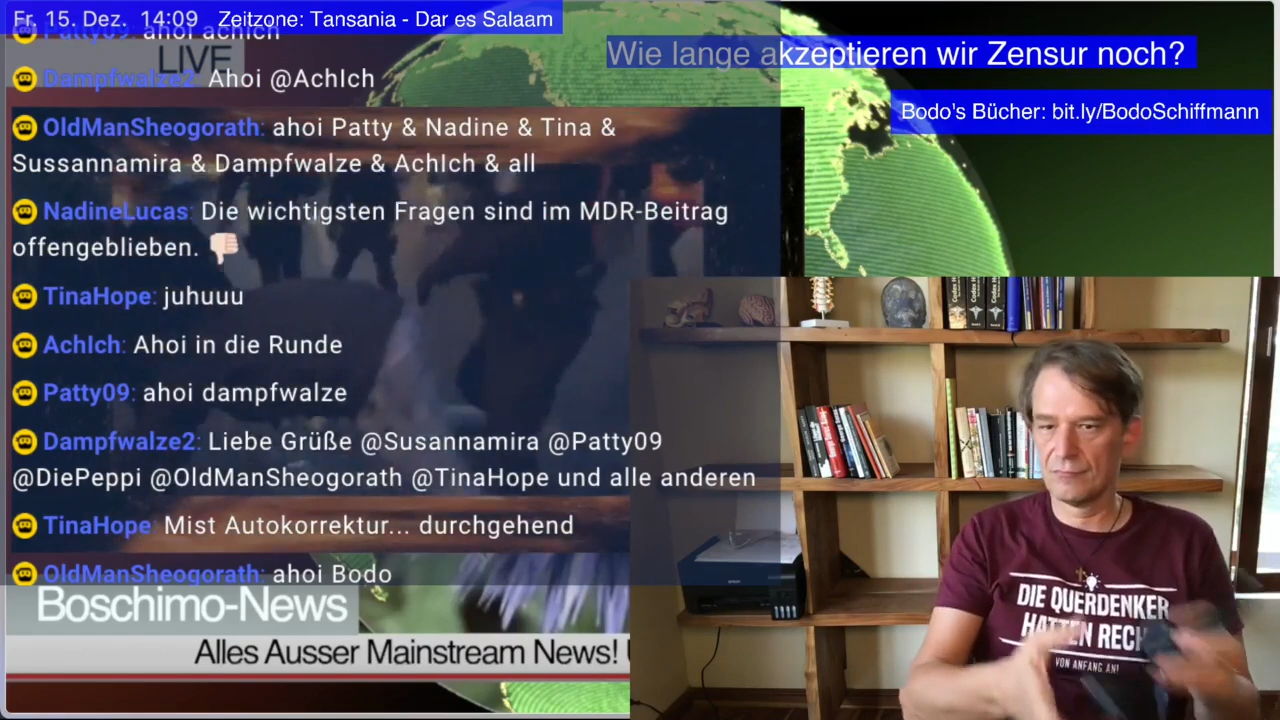 Fr. 15. Dez. 14:09 Zeitzone: Tansania - Dar es Salaam
Patty09: ahoi achich
LIVE
Wie lange akzeptieren wir Zensur noch?
Dampfwalze2: Ahoi @AchIch
Bodo's Bücher: bit.ly/BodoSchiffmann
OldManSheogorath: ahoi Patty & Nadine & Tina &
Sussannamira & Dampfwalze & AchIch & all
NadineLucas: Die wichtigsten Fragen sind im MDR-Beitrag
offengeblieben. 👎🏻
TinaHope: juhuuu
AchIch: Ahoi in die Runde
Patty09: ahoi dampfwalze
Dampfwalze2: Liebe Grüße @Susannamira @Patty09
@DiePeppi @OldManSheogorath @TinaHope und alle anderen
TinaHope: Mist Autokorrektur... durchgehend
OldManSheogorath: ahoi Bodo
Boschimo-News
Alles Ausser Mainstream News!
DIE QUERDENKER
HATTEN RECHT
VON ANFANG AN!
EPSON